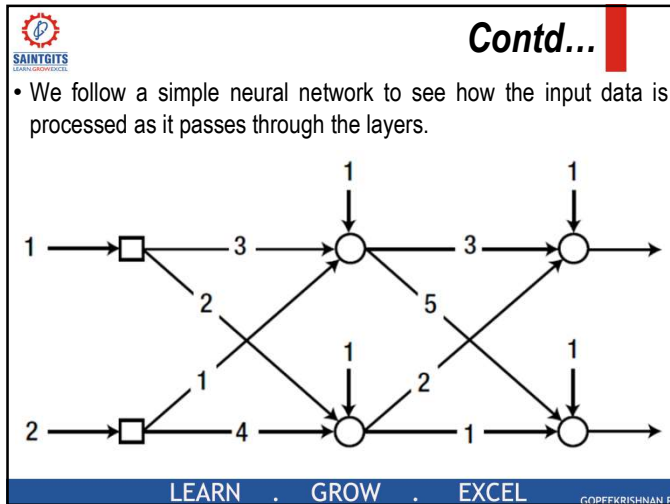 Contd...
SAINTGITS
LEARN.GROW.EXCEL
• We follow a simple neural network to see how the input data is
processed as it passes through the layers.
1 1
1 3 3
2 5
1 1
1 2
2 4 1
LEARN . GROW . EXCEL
GOPEEKRISHNAN R